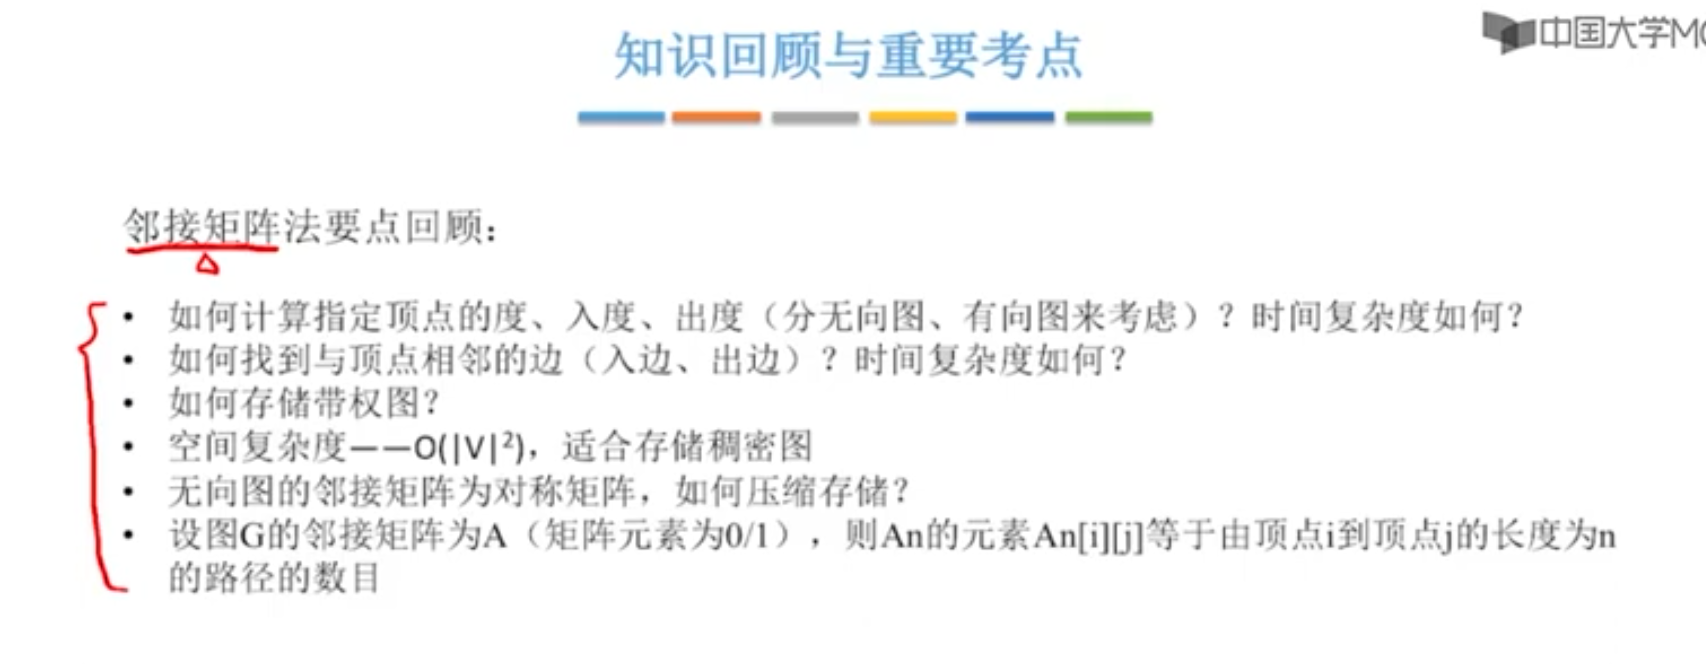 中国大学MO
知识回顾与重要考点
邻接矩阵法要点回顾：
• 如何计算指定顶点的度、入度、出度（分无向图、有向图来考虑）？时间复杂度如何？
• 如何找到与顶点相邻的边（入边、出边）？时间复杂度如何？
• 如何存储带权图？
• 空间复杂度——O(|V|²)，适合存储稠密图
• 无向图的邻接矩阵为对称矩阵，如何压缩存储？
• 设图G的邻接矩阵为A（矩阵元素为0/1），则An的元素An[i][j]等于由顶点i到顶点j的长度为n
的路径的数目